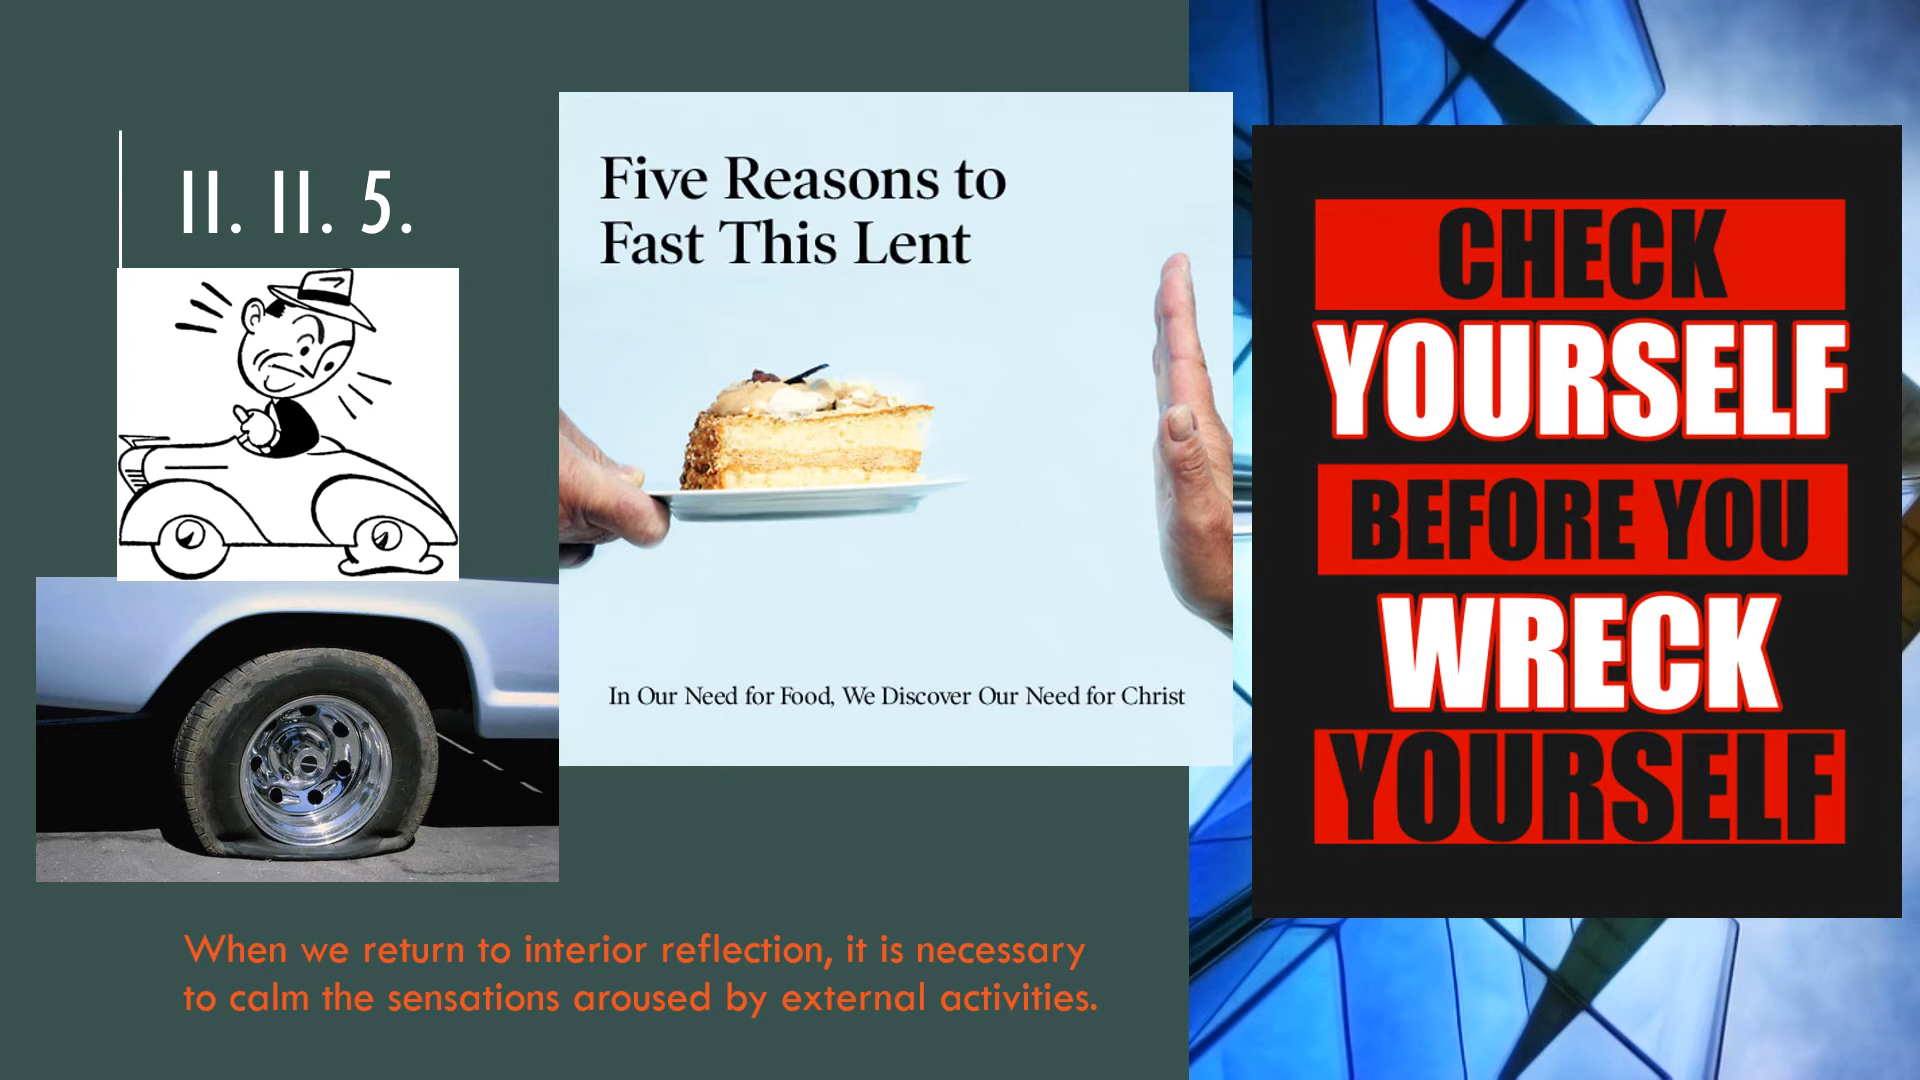 II. II. 5.
Five Reasons to
Fast This Lent
In Our Need for Food, We Discover Our Need for Christ
CHECK
YOURSELF
BEFORE YOU
WRECK
YOURSELF
When we return to interior reflection, it is necessary
to calm the sensations aroused by external activities.